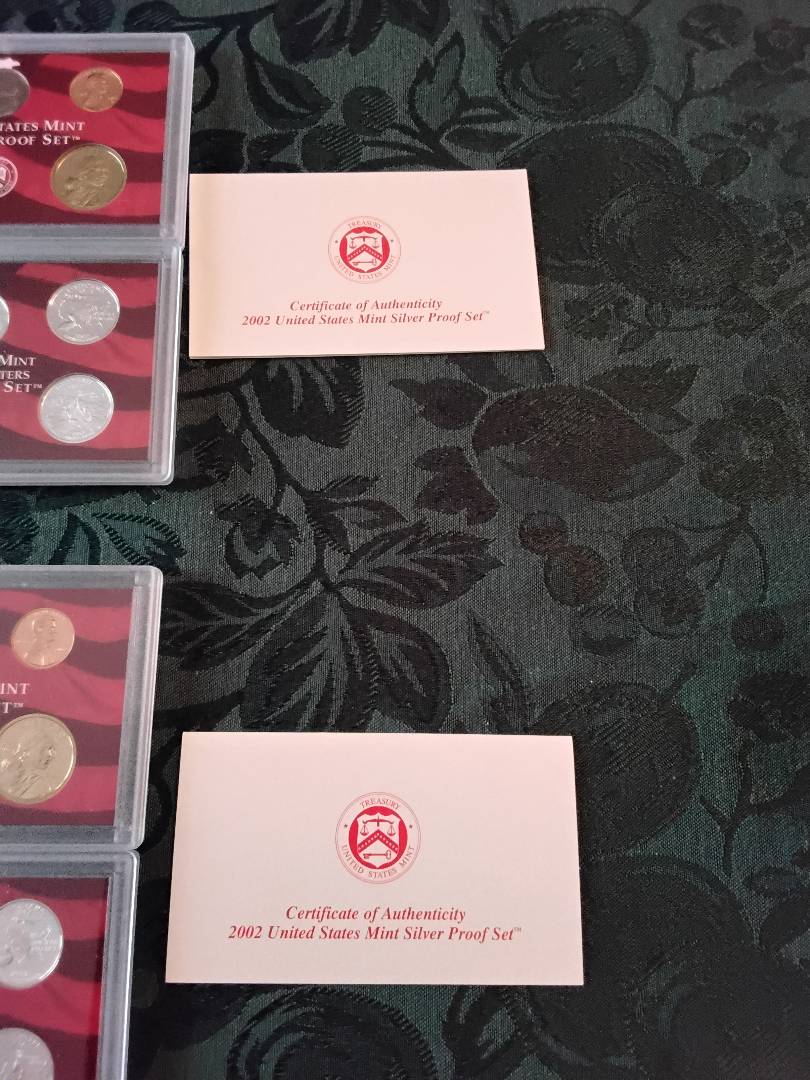 TATES MINT
ROOF SET™
TREASURY
UNITED STATES MINT
Certificate of Authenticity
2002 United States Mint Silver Proof Set™
MINT
TERS
SET™
INT
T™
TREASURY
UNITED STATES MINT
Certificate of Authenticity
2002 United States Mint Silver Proof Set™